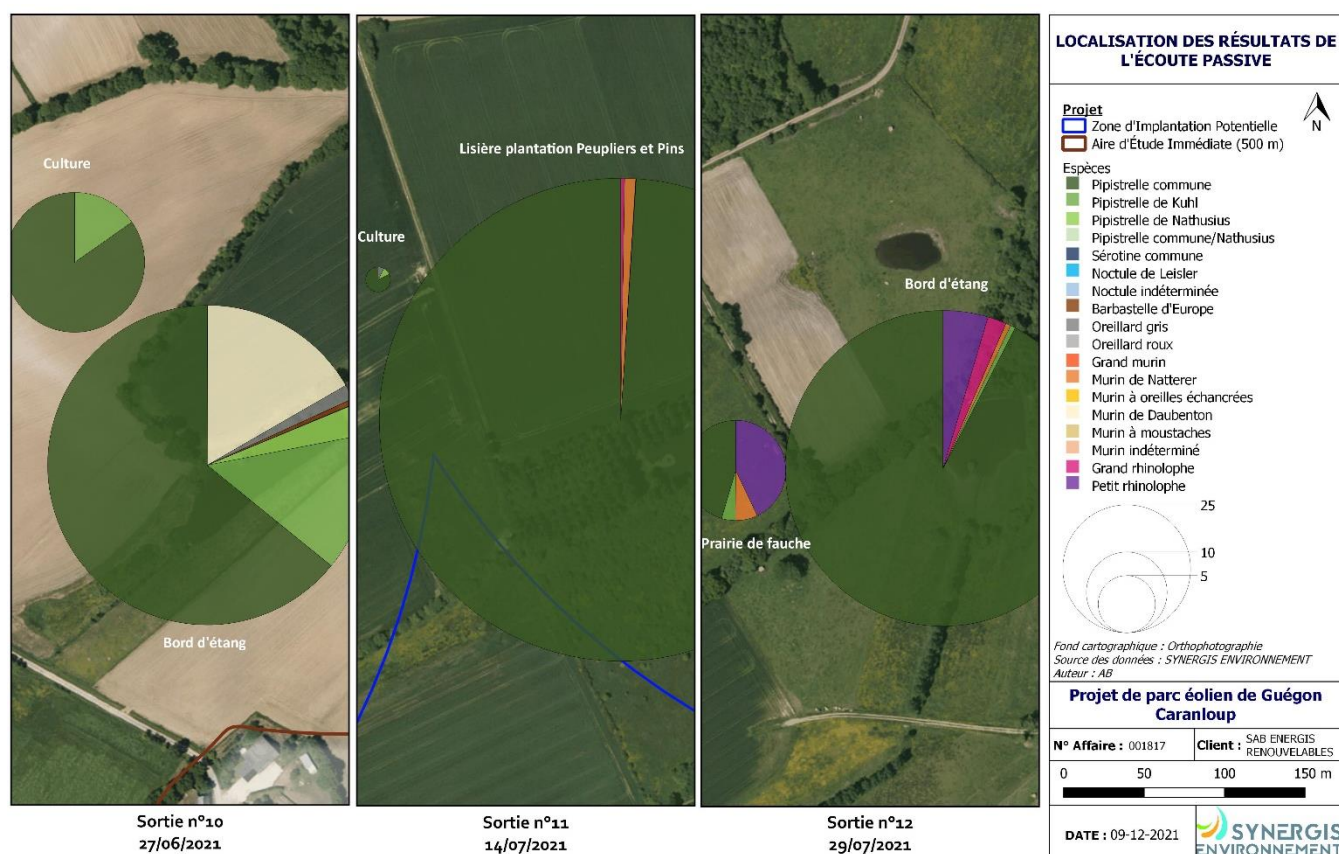 Culture
Bord d'étang
Sortie n°10
27/06/2021
Lisière plantation Peupliers et Pins
Culture
Sortie n°11
14/07/2021
Bord d'étang
Prairie de fauche
Sortie n°12
29/07/2021
LOCALISATION DES RÉSULTATS DE
L'ÉCOUTE PASSIVE
Projet
Zone d'Implantation Potentielle
Aire d'Étude Immédiate (500 m)
N
Espèces
Pipistrelle commune
Pipistrelle de Kuhl
Pipistrelle de Nathusius
Pipistrelle commune/Nathusius
Sérotine commune
Noctule de Leisler
Noctule indéterminée
Barbastelle d'Europe
Oreillard gris
Oreillard roux
Grand murin
Murin de Natterer
Murin à oreilles échancrées
Murin de Daubenton
Murin à moustaches
Murin indéterminé
Grand rhinolophe
Petit rhinolophe
25
10
5
Fond cartographique : Orthophotographie
Source des données : SYNERGIS ENVIRONNEMENT
Auteur : AB
Projet de parc éolien de Guégon
Caranloup
N° Affaire : 001817
Client : SAB ENERGIS
RENOUVELABLES
0 50 100 150 m
DATE : 09-12-2021
SYNERGIS
ENVIRONNEMENT